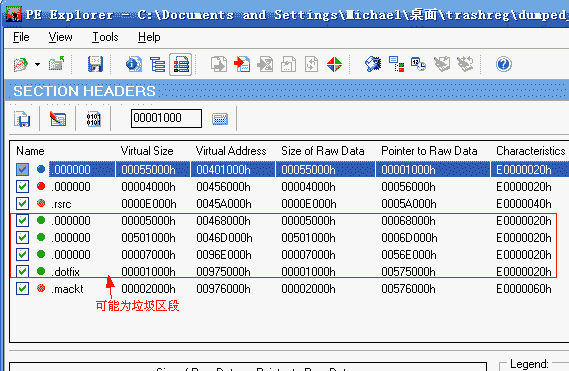 PE Explorer - C:\Documents and Settings\Michael\桌面\trashreg\dumped_
File View Tools Help
SECTION HEADERS
00001000
Name Virtual Size Virtual Address Size of Raw Data Pointer to Raw Data Characteristics
.000000 00055000h 00401000h 00055000h 00001000h E0000020h
.000000 00004000h 00456000h 00004000h 00056000h E0000020h
.rsrc 0000E000h 0045A000h 0000E000h 0005A000h E0000040h
.000000 00005000h 00468000h 00005000h 00068000h E0000020h
.000000 00501000h 0046D000h 00501000h 0006D000h E0000020h
.000000 00007000h 0096E000h 00007000h 0056E000h E0000020h
.dotfix 00001000h 00975000h 00001000h 00575000h E0000020h
.mackt 00002000h 00976000h 00002000h 00576000h E0000060h
可能为垃圾区段
Legend: